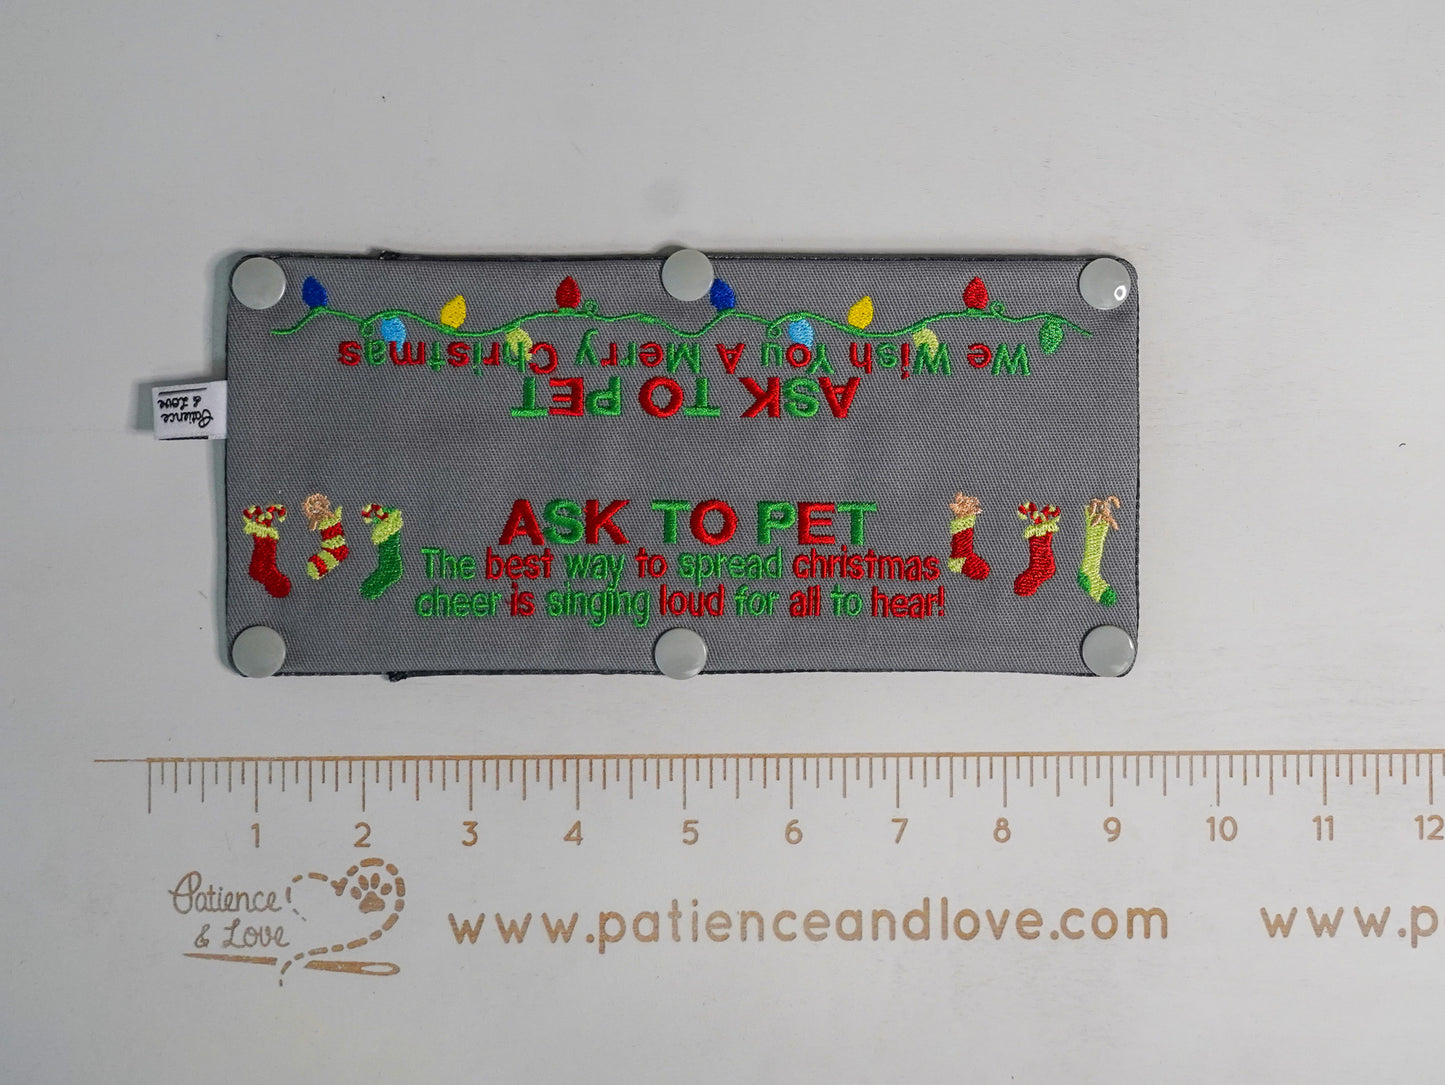 We Wish You A Merry Christmas
ASK TO PET
Patience
& Love
ASK TO PET
The best way to spread christmas
cheer is singing loud for all to hear!
1 2 3 4 5 6 7 8 9 10 11 12
Patience
& Love
www.patienceandlove.com
www.p